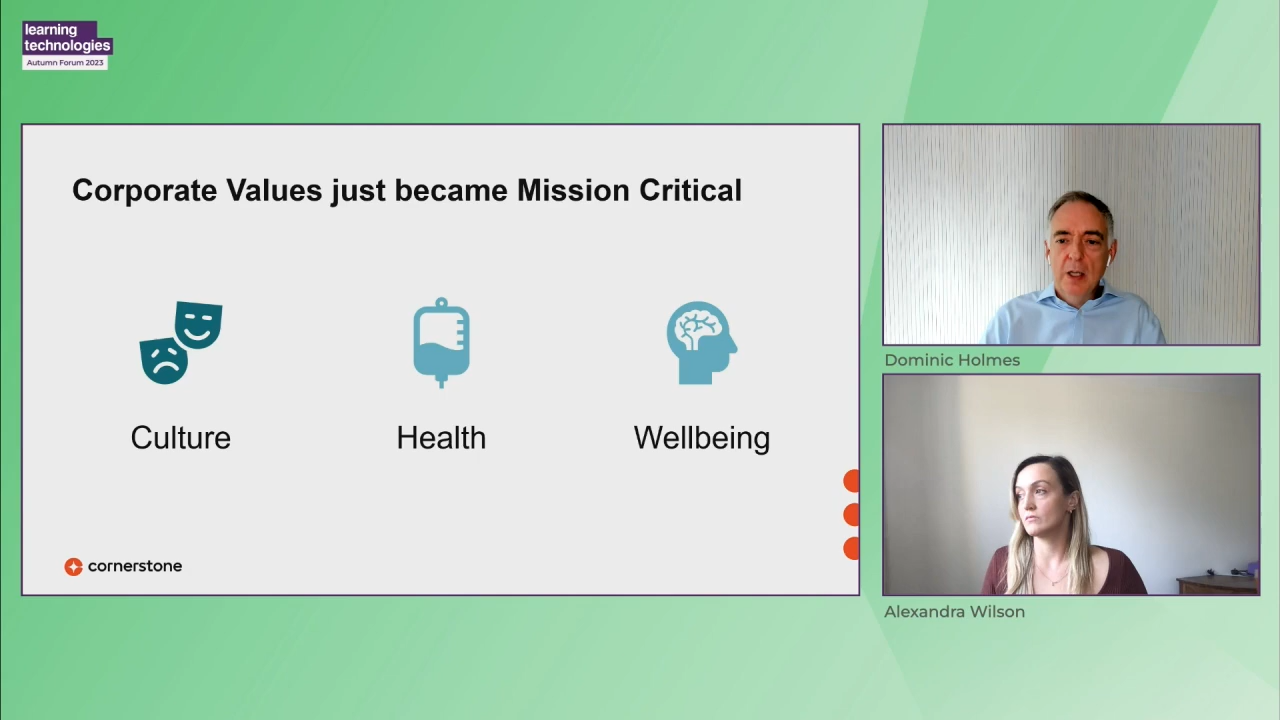 learning
technologies
Autumn Forum 2023
Corporate Values just became Mission Critical
Culture
Health
Wellbeing
cornerstone
Dominic Holmes
Alexandra Wilson